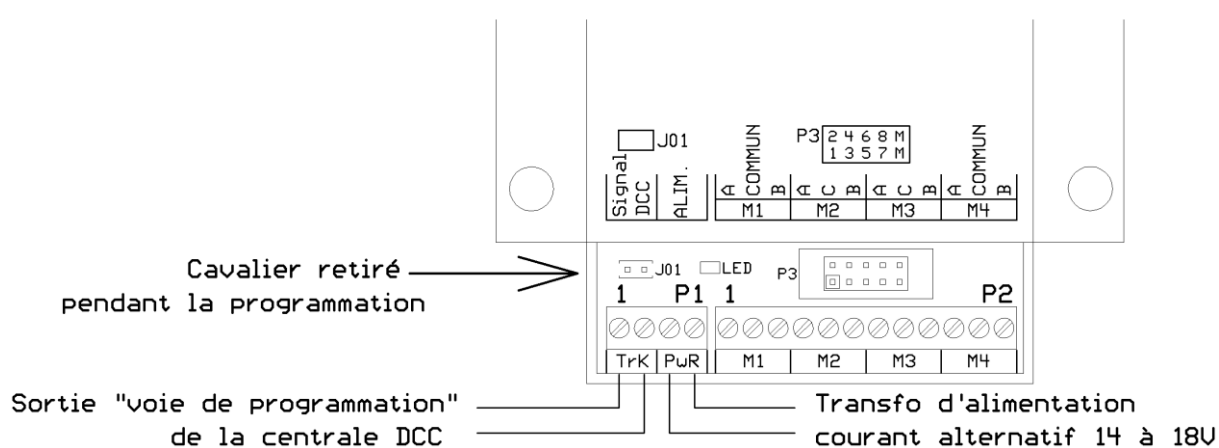 J01
P3 2 4 6 8 M
1 3 5 7 M
Signal DCC
ALIM.
A COMMUN B
A C B
A C B
A COMMUN B
M1 M2 M3 M4
Cavalier retiré
pendant la programmation
J01
LED
P3
1 P1
1 P2
TrK PwR M1 M2 M3 M4
Sortie "voie de programmation"
de la centrale DCC
Transfo d'alimentation
courant alternatif 14 à 18V